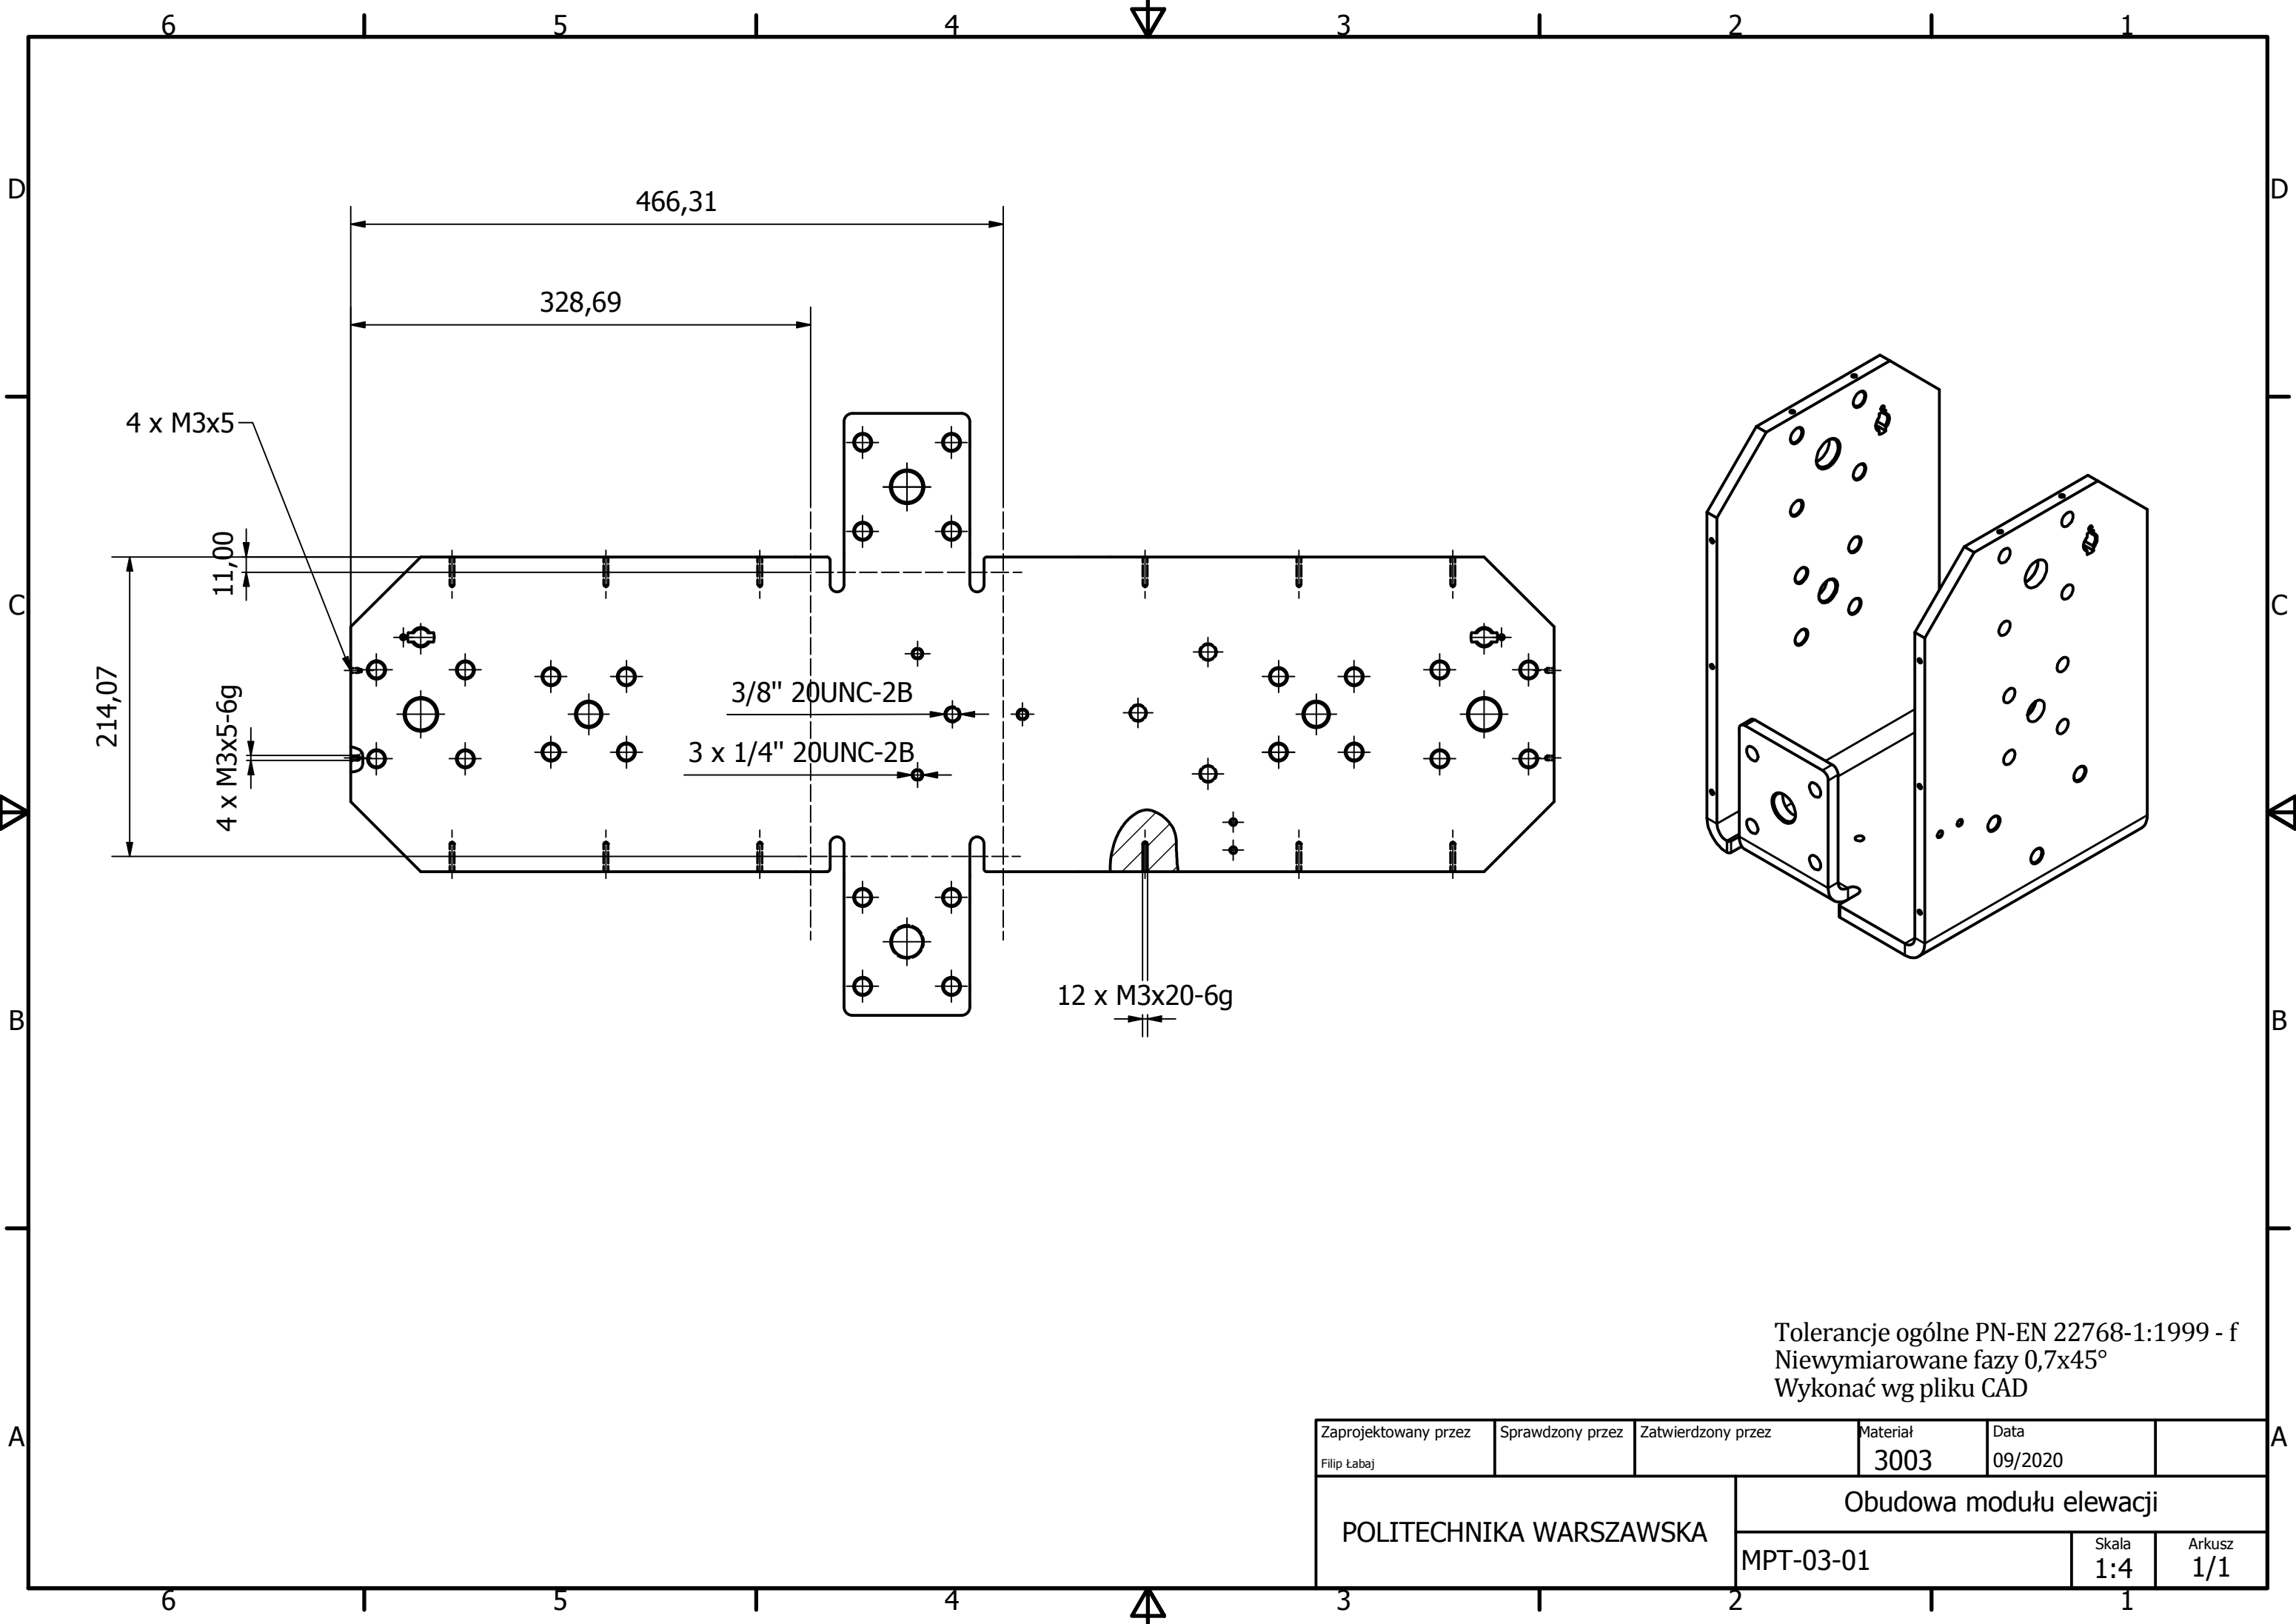 6 5 4 3 2 1
D D
466,31
328,69
4 x M3x5
11,00
C C
214,07
4 x M3x5-6g
3/8" 20UNC-2B
3 x 1/4" 20UNC-2B
12 x M3x20-6g
B B
Tolerancje ogólne PN-EN 22768-1:1999 - f
Niewymiarowane fazy 0,7x45°
Wykonać wg pliku CAD
A A
Zaprojektowany przez Sprawdzony przez Zatwierdzony przez Materiał Data
Filip Łabaj 3003 09/2020
Obudowa modułu elewacji
POLITECHNIKA WARSZAWSKA
Skala Arkusz
MPT-03-01 1:4 1/1
6 5 4 3 2 1